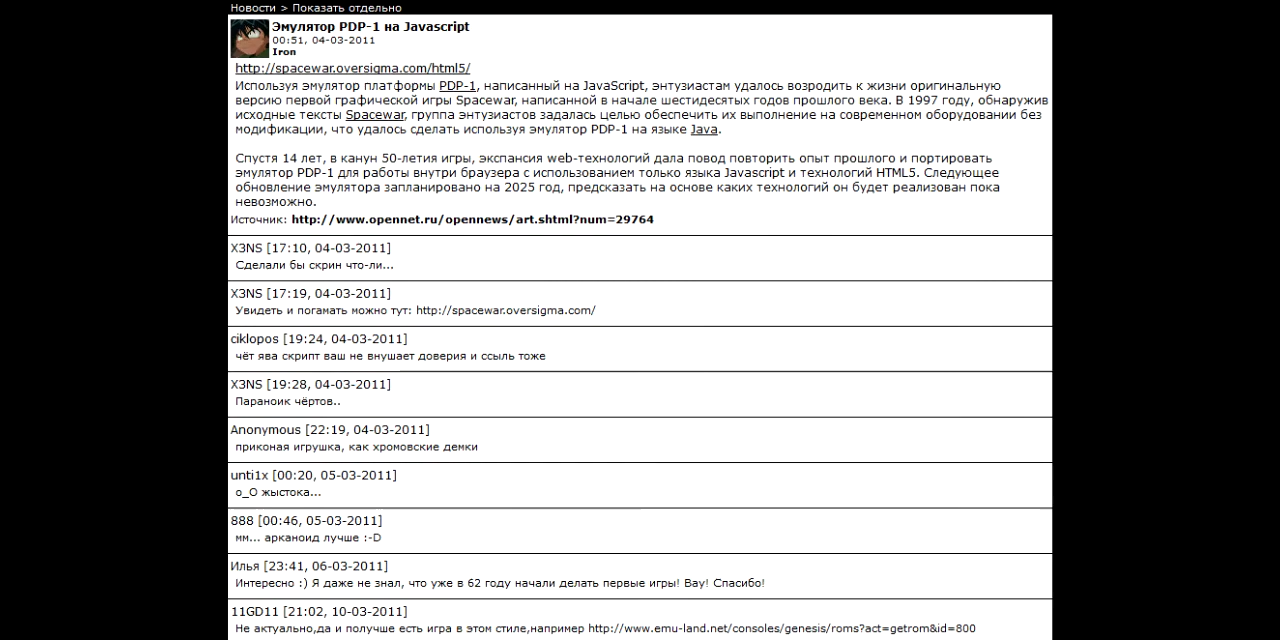 Новости > Показать отдельно
Эмулятор PDP-1 на Javascript
00:51, 04-03-2011
Iron
http://spacewar.oversigma.com/html5/
Используя эмулятор платформы PDP-1, написанный на JavaScript, энтузиастам удалось возродить к жизни оригинальную
версию первой графической игры Spacewar, написанной в начале шестидесятых годов прошлого века. В 1997 году, обнаружив
исходные тексты Spacewar, группа энтузиастов задалась целью обеспечить их выполнение на современном оборудовании без
модификации, что удалось сделать используя эмулятор PDP-1 на языке Java.
Спустя 14 лет, в канун 50-летия игры, экспансия web-технологий дала повод повторить опыт прошлого и портировать
эмулятор PDP-1 для работы внутри браузера с использованием только языка Javascript и технологий HTML5. Следующее
обновление эмулятора запланировано на 2025 год, предсказать на основе каких технологий он будет реализован пока
невозможно.
Источник: http://www.opennet.ru/opennews/art.shtml?num=29764
X3NS [17:10, 04-03-2011]
Сделали бы скрин что-ли...
X3NS [17:19, 04-03-2011]
Увидеть и погамать можно тут: http://spacewar.oversigma.com/
ciklopos [19:24, 04-03-2011]
чёт ява скрипт ваш не внушает доверия и ссыль тоже
X3NS [19:28, 04-03-2011]
Параноик чёртов..
Anonymous [22:19, 04-03-2011]
приконая игрушка, как хромовские демки
unti1x [00:20, 05-03-2011]
o_O жыстока...
888 [00:46, 05-03-2011]
мм... арканоид лучше :-D
Илья [23:41, 06-03-2011]
Интересно :) Я даже не знал, что уже в 62 году начали делать первые игры! Вау! Спасибо!
11GD11 [21:02, 10-03-2011]
Не актуально,да и получше есть игра в этом стиле,например http://www.emu-land.net/consoles/genesis/roms?act=getrom&id=800